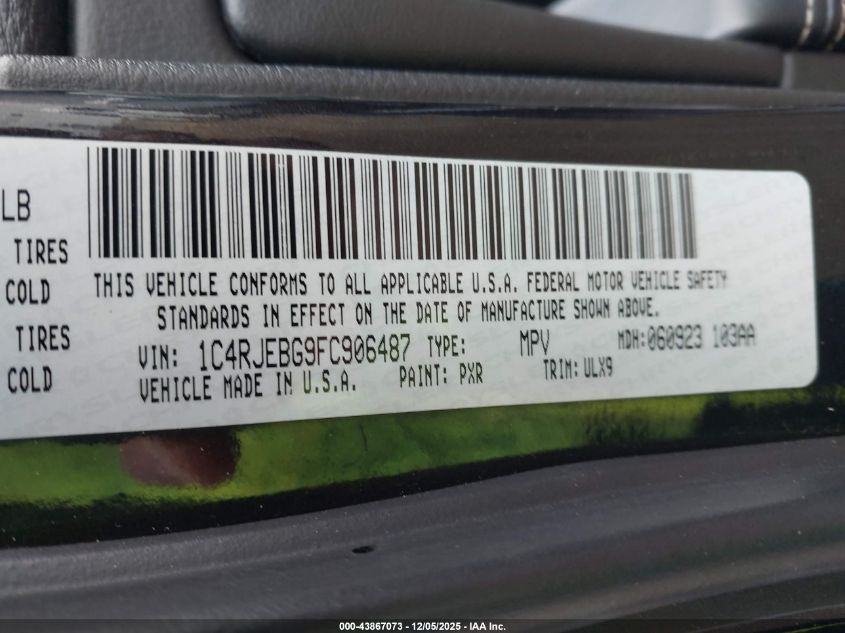 LB
TIRES
COLD
TIRES
COLD
THIS VEHICLE CONFORMS TO ALL APPLICABLE U.S.A. FEDERAL MOTOR VEHICLE SAFETY
STANDARDS IN EFFECT ON THE DATE OF MANUFACTURE SHOWN ABOVE.
VIN: 1C4RJEBG9FC906487 TYPE: MPV MDH:060923 103AA
VEHICLE MADE IN U.S.A. PAINT: PXR TRIM:ULX9
000-43867073 - 12/05/2025 - IAA Inc.